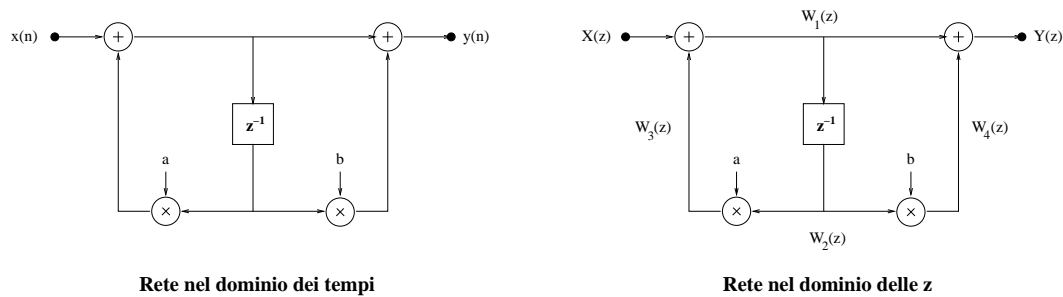 x(n)
+
+
y(n)
z⁻¹
a
b
×
×
Rete nel dominio dei tempi
W₁(z)
X(z)
+
+
Y(z)
z⁻¹
W₃(z)
W₄(z)
a
b
×
×
W₂(z)
Rete nel dominio delle z